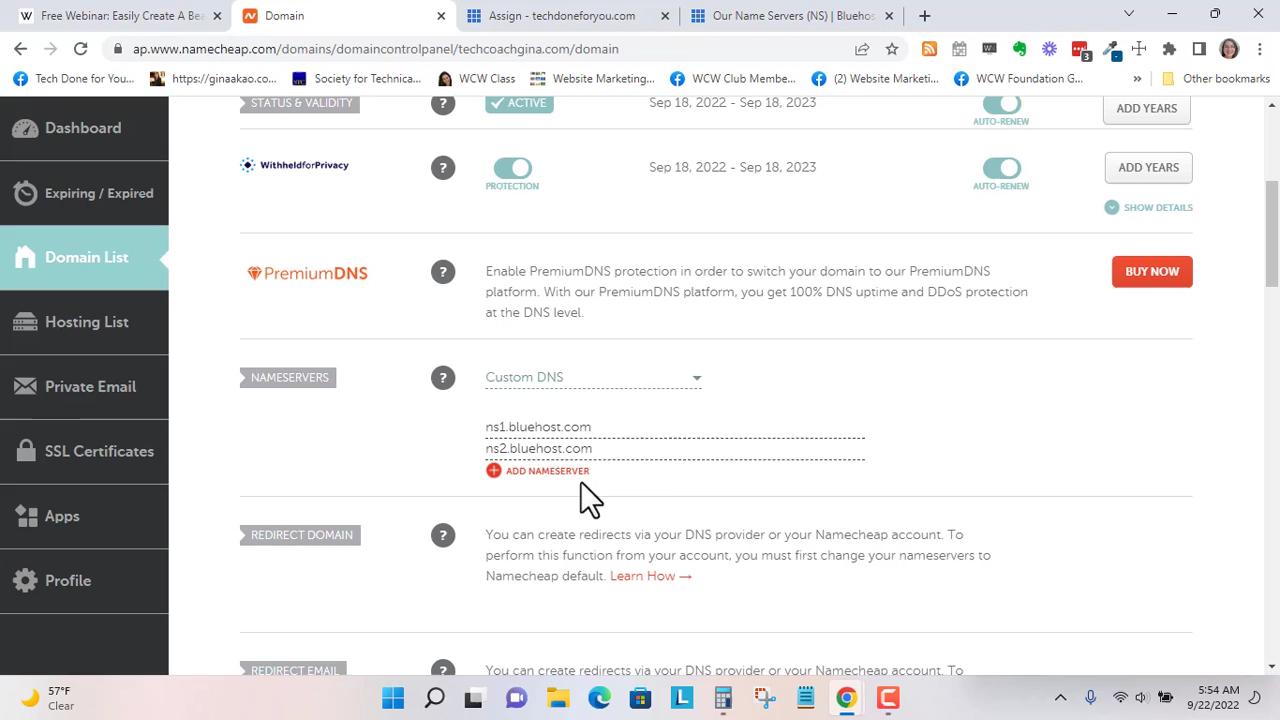 Free Webinar: Easily Create A Bea
Domain
Assign - techdoneforyou.com
Our Name Servers (NS) | Bluehos
ap.www.namecheap.com/domains/domaincontrolpanel/techcoachgina.com/domain
3
Tech Done for You...
https://ginaakao.co...
Society for Technica...
WCW Class
Website Marketing...
WCW Club Membe...
(2) Website Marketi...
WCW Foundation G...
»
Other bookmarks
Dashboard
Expiring / Expired
Domain List
Hosting List
Private Email
SSL Certificates
Apps
Profile
STATUS & VALIDITY
?
ACTIVE
Sep 18, 2022 - Sep 18, 2023
AUTO-RENEW
ADD YEARS
WithheldforPrivacy
?
PROTECTION
Sep 18, 2022 - Sep 18, 2023
AUTO-RENEW
ADD YEARS
SHOW DETAILS
PremiumDNS
?
Enable PremiumDNS protection in order to switch your domain to our PremiumDNS
platform. With our PremiumDNS platform, you get 100% DNS uptime and DDoS protection
at the DNS level.
BUY NOW
NAMESERVERS
?
Custom DNS
ns1.bluehost.com
ns2.bluehost.com
ADD NAMESERVER
REDIRECT DOMAIN
?
You can create redirects via your DNS provider or your Namecheap account. To
perform this function from your account, you must first change your nameservers to
Namecheap default. Learn How →
REDIRECT EMAIL
?
You can create redirects via your DNS provider or your Namecheap account. To
57°F
Clear
5:54 AM
9/22/2022